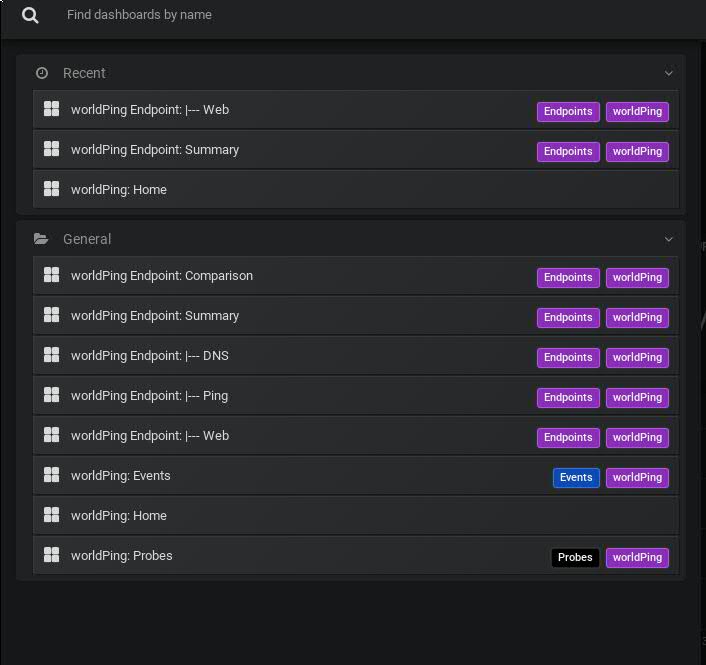 Find dashboards by name
Recent
worldPing Endpoint: |--- Web Endpoints worldPing
worldPing Endpoint: Summary Endpoints worldPing
worldPing: Home
General
worldPing Endpoint: Comparison Endpoints worldPing
worldPing Endpoint: Summary Endpoints worldPing
worldPing Endpoint: |--- DNS Endpoints worldPing
worldPing Endpoint: |--- Ping Endpoints worldPing
worldPing Endpoint: |--- Web Endpoints worldPing
worldPing: Events Events worldPing
worldPing: Home
worldPing: Probes Probes worldPing